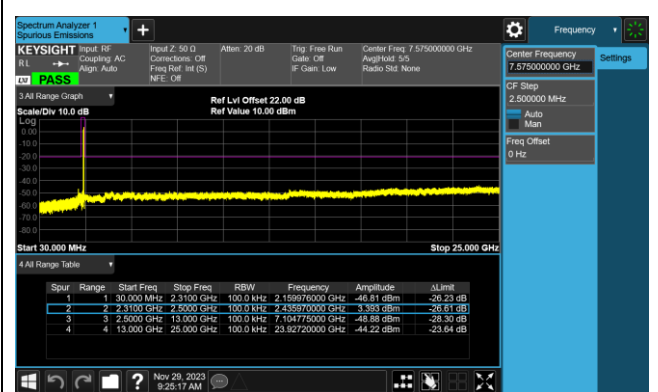 Spectrum Analyzer 1
Spurious Emissions
+
Frequency
KEYSIGHT
Input: RF
Input Z: 50 Ω
Atten: 20 dB
Trig: Free Run
Center Freq: 7.575000000 GHz
RL
Coupling: AC
Corrections: Off
Gate: Off
Avg|Hold: 5/5
Align: Auto
Freq Ref: Int (S)
IF Gain: Low
Radio Std: None
LXI
PASS
NFE: Off
Center Frequency
7.575000000 GHz
Settings
CF Step
2.500000 MHz
Auto
Man
Freq Offset
0 Hz
3 All Range Graph
Ref Lvl Offset 22.00 dB
Scale/Div 10.0 dB
Ref Value 10.00 dBm
Log
0.00
-10.0
-20.0
-30.0
-40.0
-50.0
-60.0
-70.0
-80.0
Start 30.000 MHz
Stop 25.000 GHz
4 All Range Table
Spur Range Start Freq Stop Freq RBW Frequency Amplitude ΔLimit
1 1 30.000 MHz 2.3100 GHz 100.0 kHz 2.159976000 GHz -46.81 dBm -26.23 dB
2 2 2.3100 GHz 2.5000 GHz 100.0 kHz 2.435970000 GHz 3.393 dBm -26.61 dB
3 3 2.5000 GHz 13.000 GHz 100.0 kHz 7.104775000 GHz -48.88 dBm -28.30 dB
4 4 13.000 GHz 25.000 GHz 100.0 kHz 23.92720000 GHz -44.22 dBm -23.64 dB
?
Nov 29, 2023
9:25:17 AM